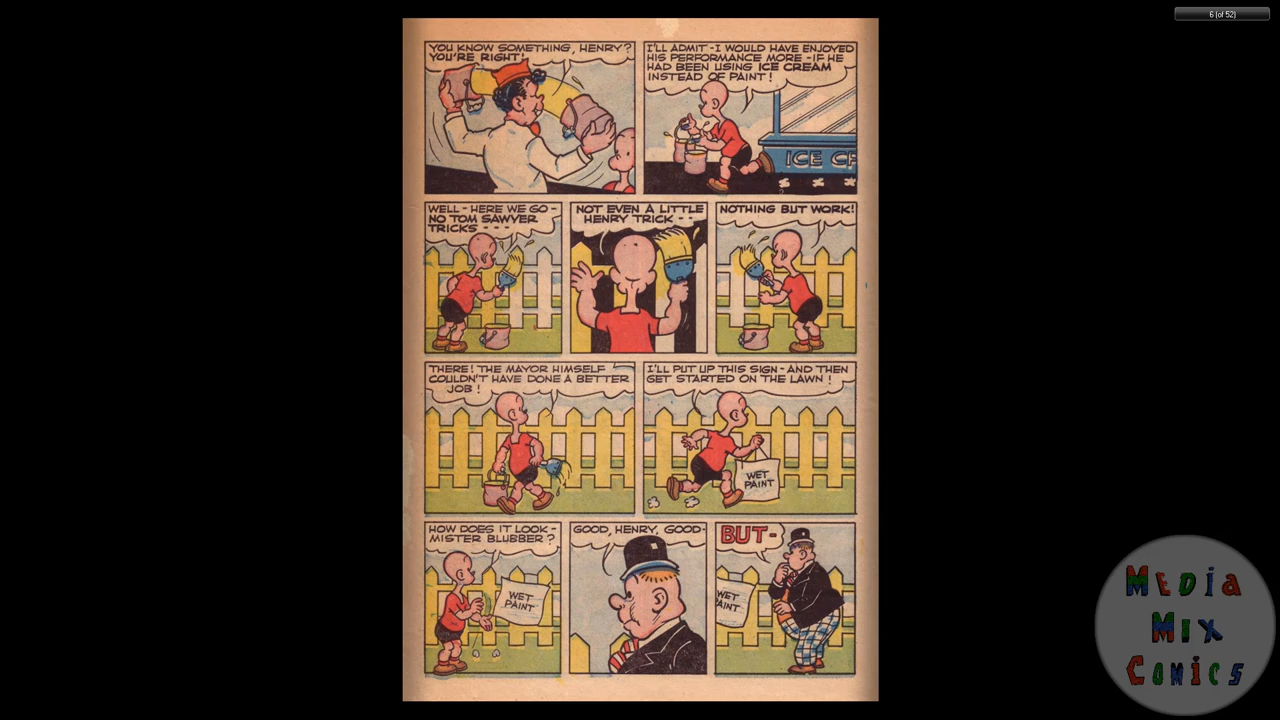 6 (of 52)
YOU KNOW SOMETHING, HENRY?
YOU'RE RIGHT!
I'LL ADMIT - I WOULD HAVE ENJOYED
HIS PERFORMANCE MORE - IF HE
HAD BEEN USING ICE CREAM
INSTEAD OF PAINT!
ICE CR
WELL - HERE WE GO -
NO TOM SAWYER
TRICKS - - -
NOT EVEN A LITTLE
HENRY TRICK - -
NOTHING BUT WORK!
THERE! THE MAYOR HIMSELF
COULDN'T HAVE DONE A BETTER
JOB!
I'LL PUT UP THIS SIGN - AND THEN
GET STARTED ON THE LAWN!
WET
PAINT
HOW DOES IT LOOK -
MISTER BLUBBER?
WET
PAINT
GOOD, HENRY, GOOD -
BUT -
WET
PAINT
MEDIA
MIX
COMICS